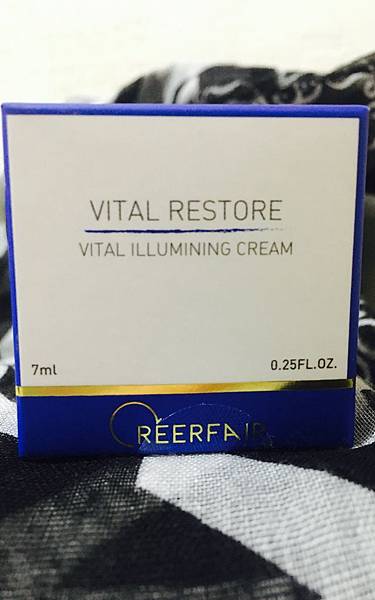 VITAL RESTORE
VITAL ILLUMINING CREAM
7ml 0.25FL.OZ.
REERFAIR